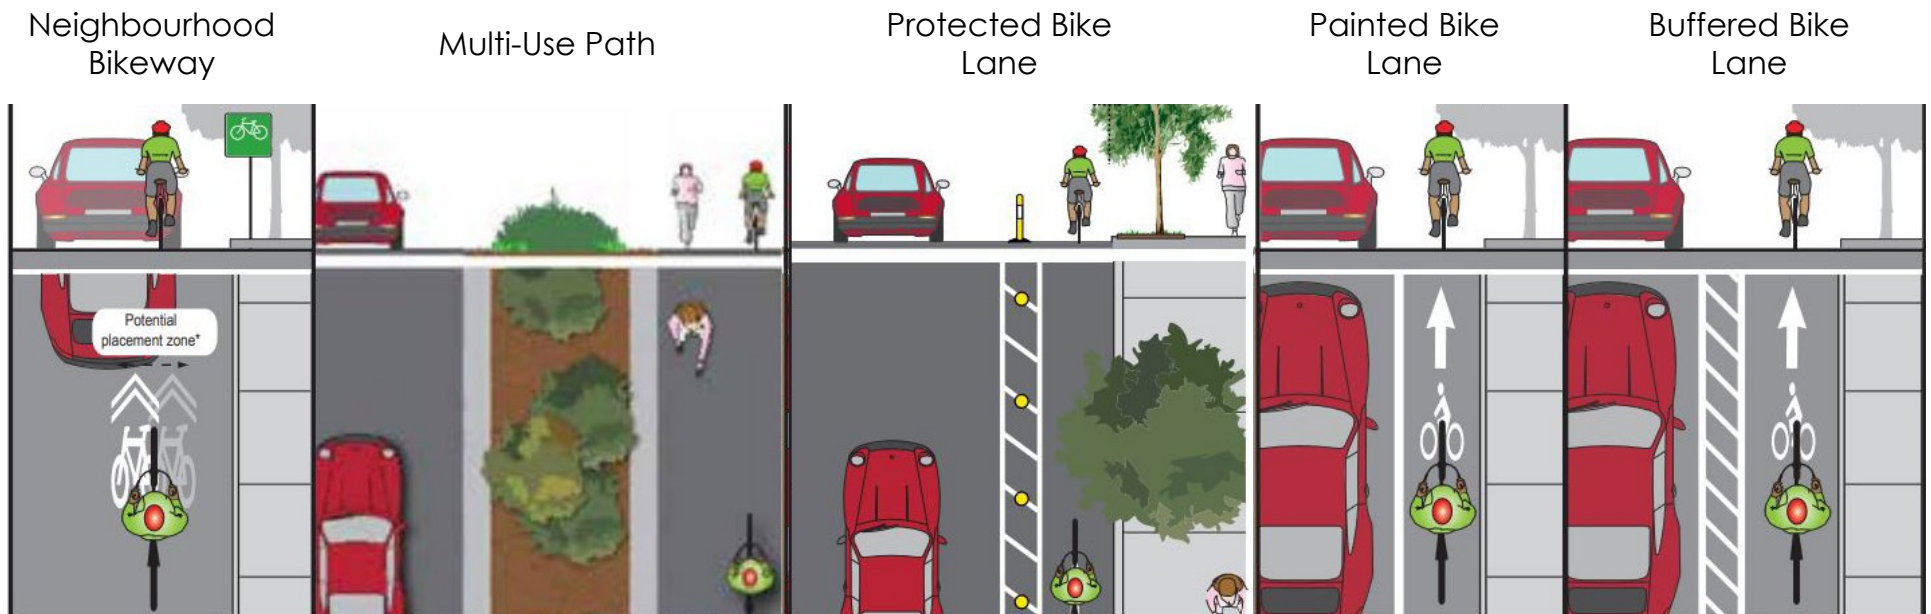 Neighbourhood
Bikeway
Multi-Use Path
Protected Bike
Lane
Painted Bike
Lane
Buffered Bike
Lane
Potential
placement zone*